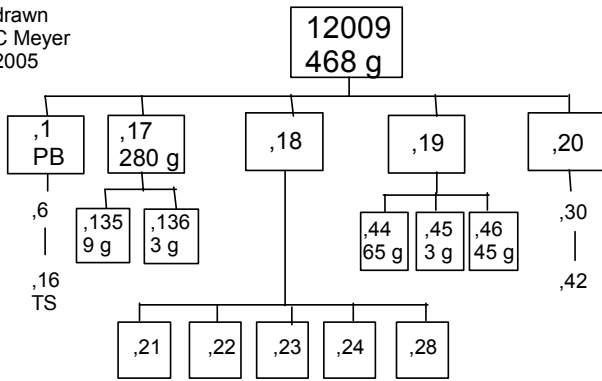 drawn
C Meyer
2005
12009
468 g
,1
PB
,17
280 g
,18
,19
,20
,6
,16
TS
,135
9 g
,136
3 g
,44
65 g
,45
3 g
,46
45 g
,30
,42
,21
,22
,23
,24
,28